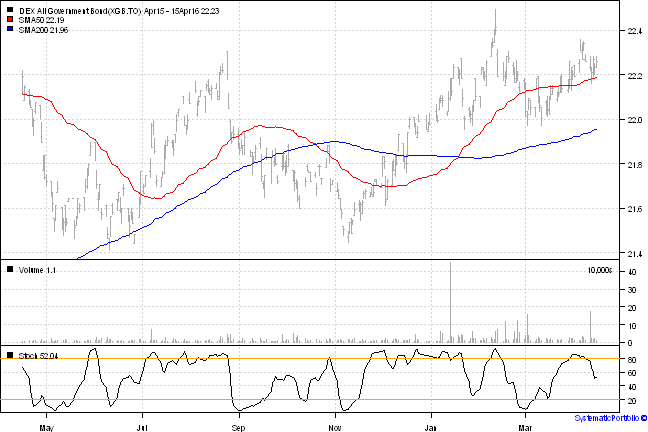 DEX All Government Bond(XGB.TO) Apr15 - 15Apr16 22.23
SMA50 22.19
SMA200 21.96
22.4
22.2
22.0
21.8
21.6
21.4
Volume 1.1
10,000s
40
30
20
10
0
Stoch 52.04
80
60
40
20
May Jul Sep Nov Jan Mar
SystematicPortfolio ©